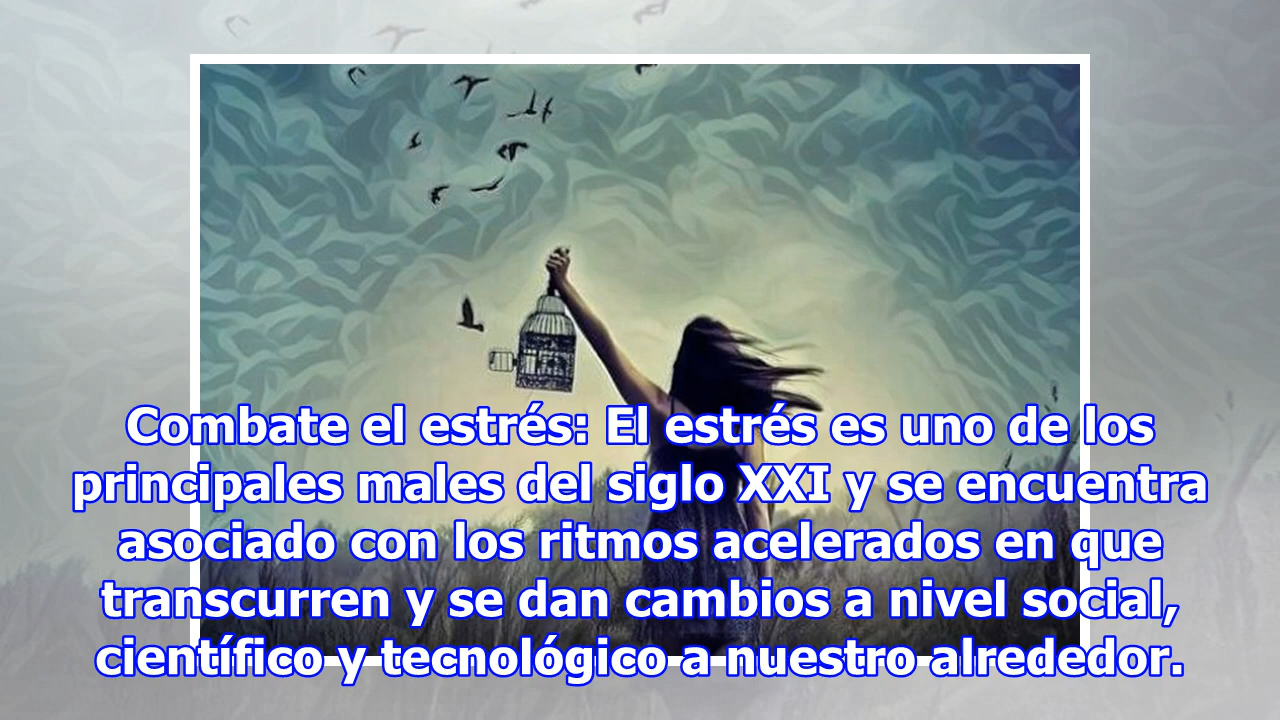 Combate el estrés: El estrés es uno de los
principales males del siglo XXI y se encuentra
asociado con los ritmos acelerados en que
transcurren y se dan cambios a nivel social,
científico y tecnológico a nuestro alrededor.